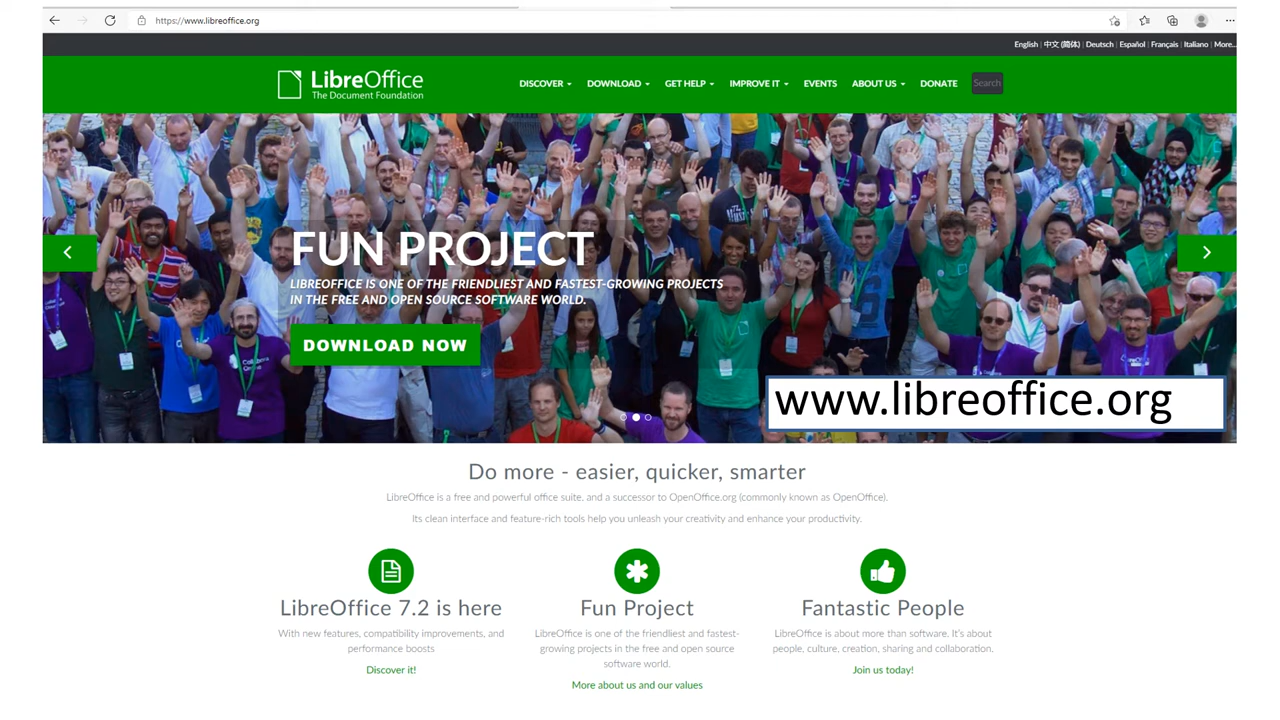 https://www.libreoffice.org
English | 中文 (简体) | Deutsch | Español | Français | Italiano | More...
LibreOffice
The Document Foundation
DISCOVER DOWNLOAD GET HELP IMPROVE IT EVENTS ABOUT US DONATE Search
FUN PROJECT
LIBREOFFICE IS ONE OF THE FRIENDLIEST AND FASTEST-GROWING PROJECTS
IN THE FREE AND OPEN SOURCE SOFTWARE WORLD.
DOWNLOAD NOW
www.libreoffice.org
Do more - easier, quicker, smarter
LibreOffice is a free and powerful office suite, and a successor to OpenOffice.org (commonly known as OpenOffice).
Its clean interface and feature-rich tools help you unleash your creativity and enhance your productivity.
LibreOffice 7.2 is here
With new features, compatibility improvements, and
performance boosts
Discover it!
Fun Project
LibreOffice is one of the friendliest and fastest-
growing projects in the free and open source
software world.
More about us and our values
Fantastic People
LibreOffice is about more than software. It's about
people, culture, creation, sharing and collaboration.
Join us today!